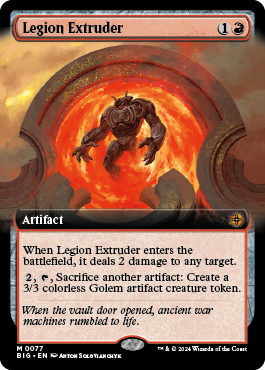 Legion Extruder 1
Artifact
When Legion Extruder enters the
battlefield, it deals 2 damage to any target.
2, , Sacrifice another artifact: Create a
3/3 colorless Golem artifact creature token.
When the vault door opened, ancient war
machines rumbled to life.
M 0077
BIG • EN Anton Solovianchyk
™ & © 2024 Wizards of the Coast